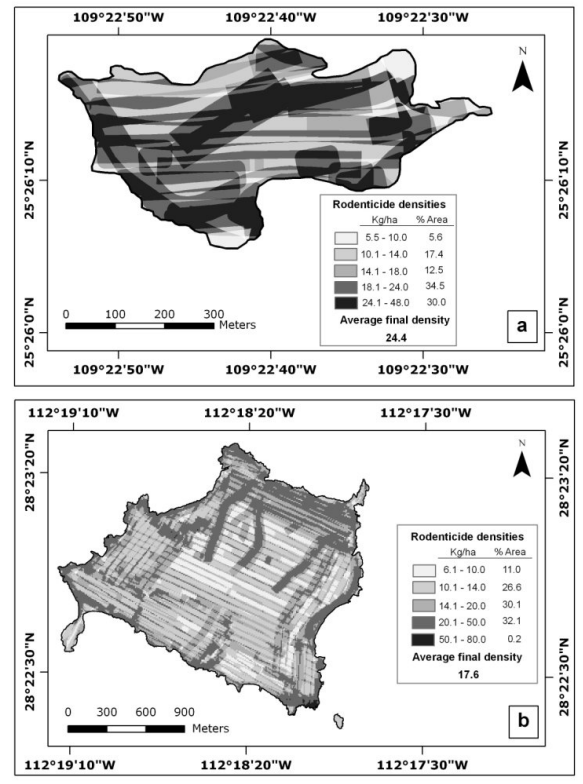 109°22'50"W 109°22'40"W 109°22'30"W
N
25°26'10"N 25°26'10"N
Rodenticide densities
Kg/ha % Area
5.5 - 10.0 5.6
10.1 - 14.0 17.4
14.1 - 18.0 12.5
18.1 - 24.0 34.5
24.1 - 48.0 30.0
Average final density
24.4
0 100 200 300
Meters
25°26'0"N 25°26'0"N
a
109°22'50"W 109°22'40"W 109°22'30"W
112°19'10"W 112°18'20"W 112°17'30"W
N
28°23'20"N 28°23'20"N
Rodenticide densities
Kg/ha % Area
6.1 - 10.0 11.0
10.1 - 14.0 26.6
14.1 - 20.0 30.1
20.1 - 50.0 32.1
50.1 - 80.0 0.2
Average final density
17.6
28°22'30"N 28°22'30"N
0 300 600 900
Meters
b
112°19'10"W 112°18'20"W 112°17'30"W